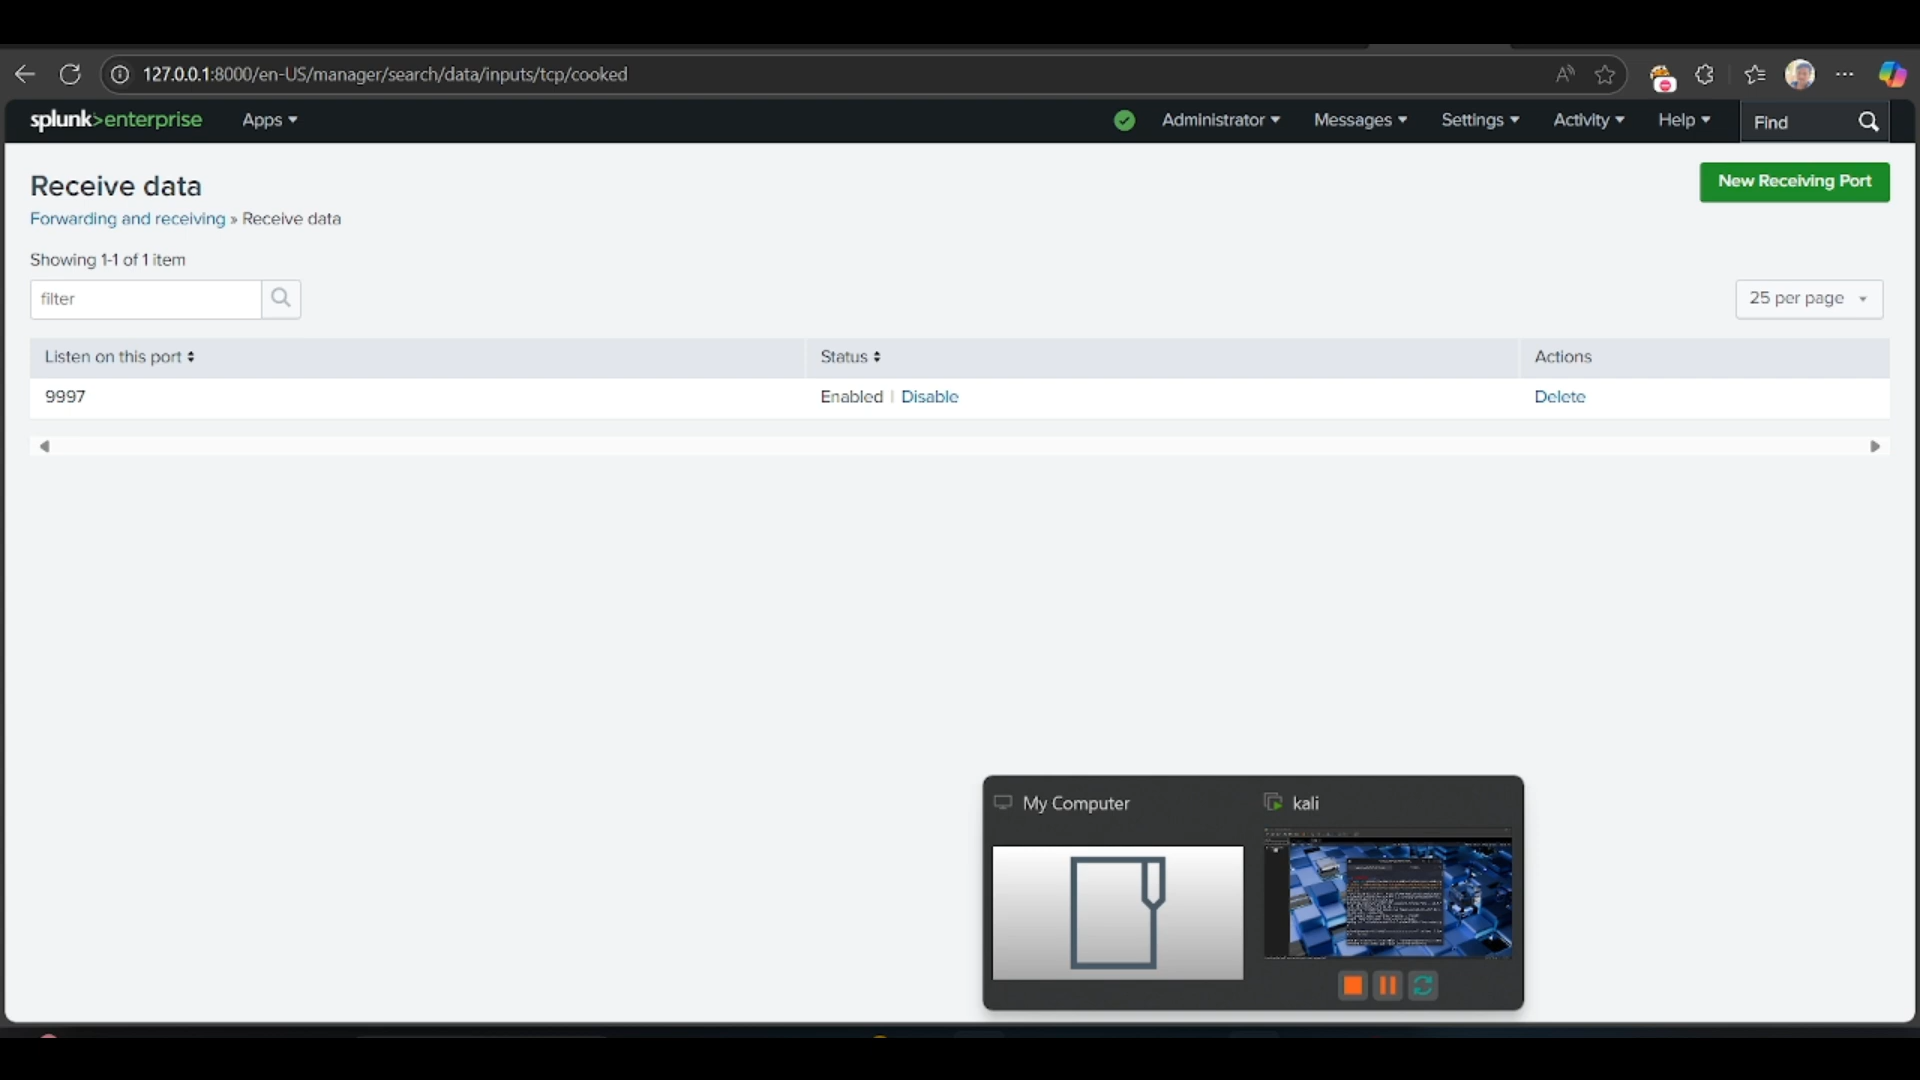 127.0.0.1:8000/en-US/manager/search/data/inputs/tcp/cooked
splunk>enterprise Apps Administrator Messages Settings Activity Help Find
Receive data
New Receiving Port
Forwarding and receiving » Receive data
Showing 1-1 of 1 item
filter
25 per page
Listen on this port Status Actions
9997 Enabled | Disable Delete
My Computer kali